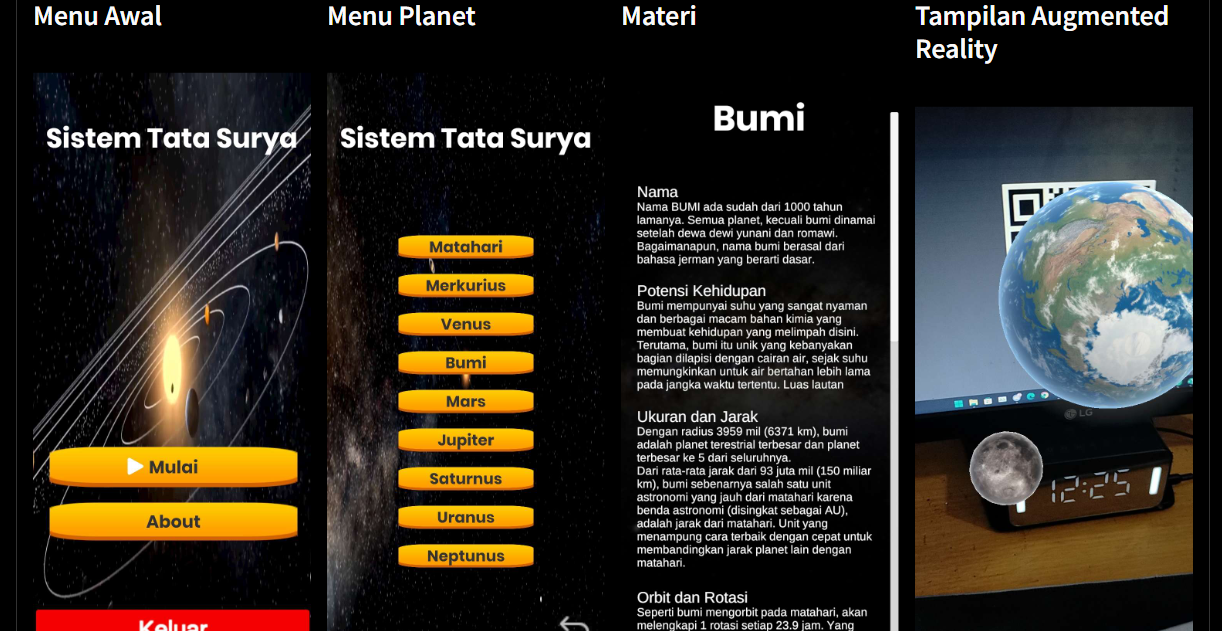 Menu Awal
Menu Planet
Materi
Tampilan Augmented
Reality
Sistem Tata Surya
Mulai
About
Keluar
Sistem Tata Surya
Matahari
Merkurius
Venus
Bumi
Mars
Jupiter
Saturnus
Uranus
Neptunus
Bumi
Nama
Nama BUMI ada sudah dari 1000 tahun
lamanya. Semua planet, kecuali bumi dinamai
setelah dewa dewi yunani dan romawi.
Bagaimanapun, nama bumi berasal dari
bahasa jerman yang berarti dasar.
Potensi Kehidupan
Bumi mempunyai suhu yang sangat nyaman
dan berbagai macam bahan kimia yang
membuat kehidupan yang melimpah disini.
Terutama, bumi itu unik yang kebanyakan
bagian dilapisi dengan cairan air, sejak suhu
memungkinkan untuk air bertahan lebih lama
pada jangka waktu tertentu. Luas lautan
Ukuran dan Jarak
Dengan radius 3959 mil (6371 km), bumi
adalah planet terestrial terbesar dan planet
terbesar ke 5 dari seluruhnya.
Dari rata-rata jarak dari 93 juta mil (150 miliar
km), bumi sebenarnya salah satu unit
astronomi yang jauh dari matahari karena
benda astronomi (disingkat sebagai AU),
adalah jarak dari matahari. Unit yang
menampung cara terbaik dengan cepat untuk
membandingkan jarak planet lain dengan
matahari.
Orbit dan Rotasi
Seperti bumi mengorbit pada matahari, akan
melengkapi 1 rotasi setiap 23.9 jam. Yang
LG
12:25